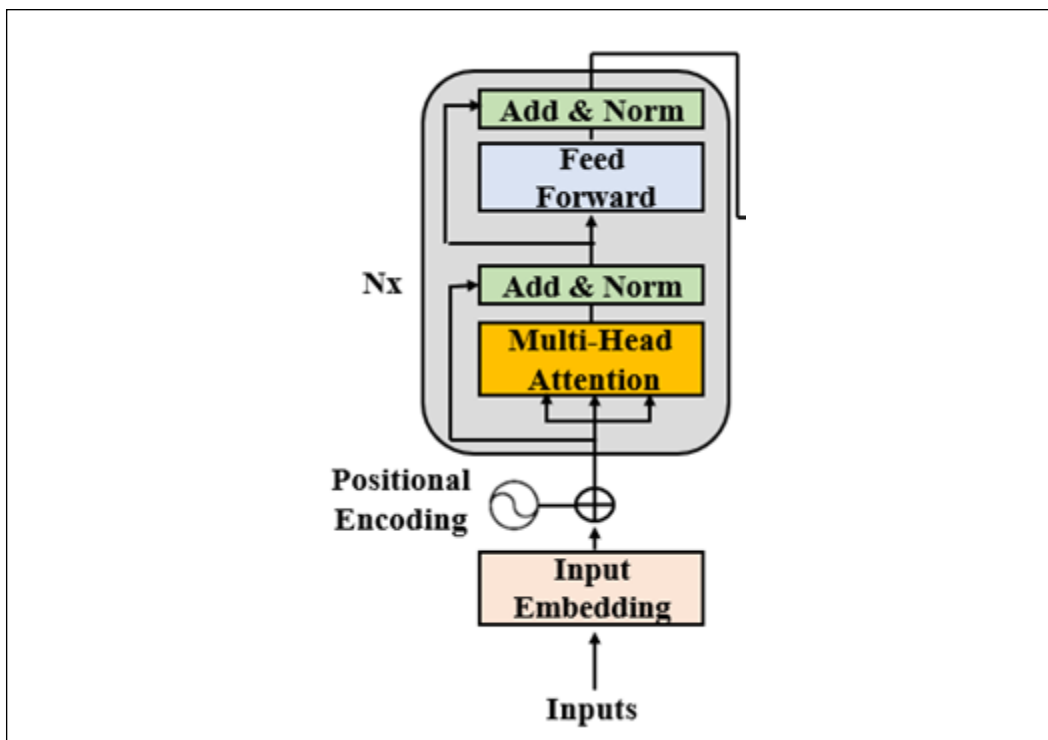 Add & Norm
Feed
Forward
Nx
Add & Norm
Multi-Head
Attention
Positional
Encoding
Input
Embedding
Inputs